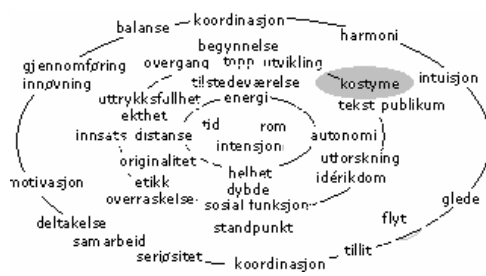 koordinasjon
balanse
harmoni
begynnelse
overgang topp utvikling
gjennomføring
tilstedeværelse
kostyme
intuisjon
innøvning
uttrykksfullhet
energi
tekst publikum
ekthet
tid
rom
innsats distanse
autonomi
intensjon
originalitet
utforskning
helhet
motivasjon
etikk
idérikdom
dybde
overraskelse
sosial funksjon
glede
flyt
deltakelse
standpunkt
samarbeid
tillit
seriøsitet
koordinasjon